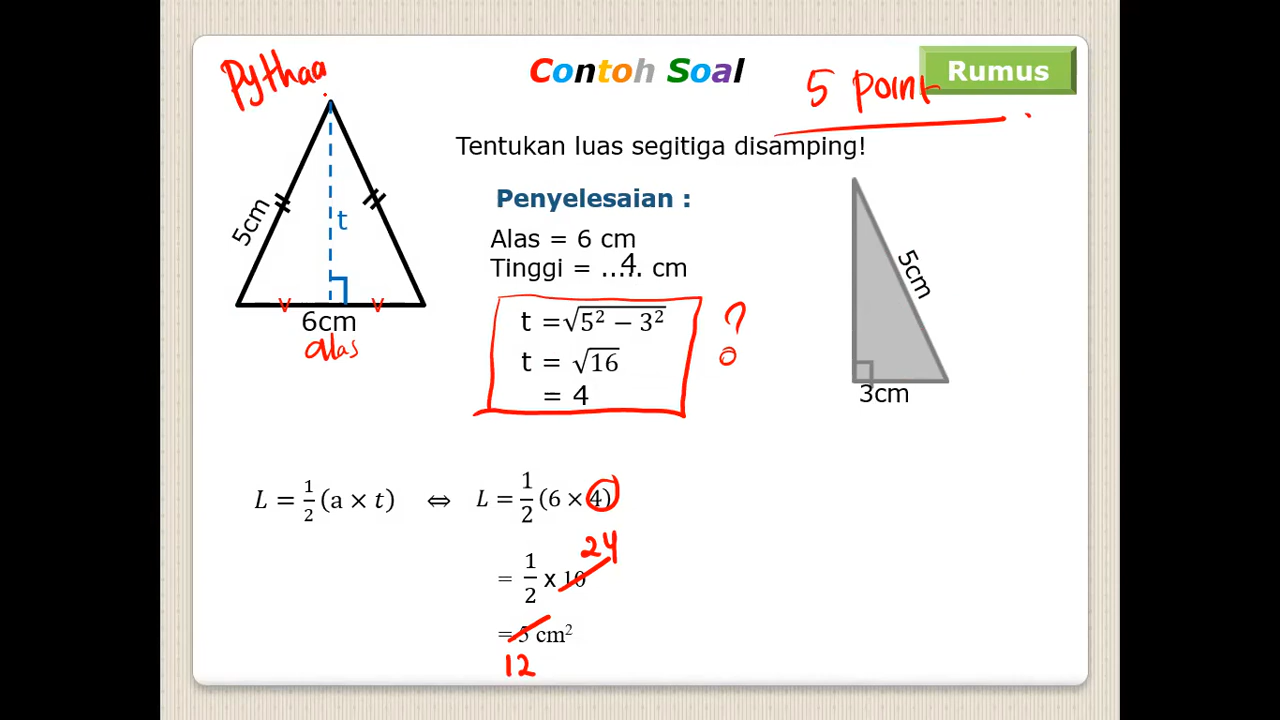 Pythaa
Contoh Soal
Rumus
5 point
Tentukan luas segitiga disamping!
Penyelesaian :
Alas = 6 cm
Tinggi = ..4.. cm
5cm
t
6cm
alas
t =√5² − 3²
t = √16
= 4
?
5cm
3cm
L = 1/2 (a × t) ⇔ L = 1/2 (6 × 4)
24
= 1/2 x 10
= 5 cm²
12